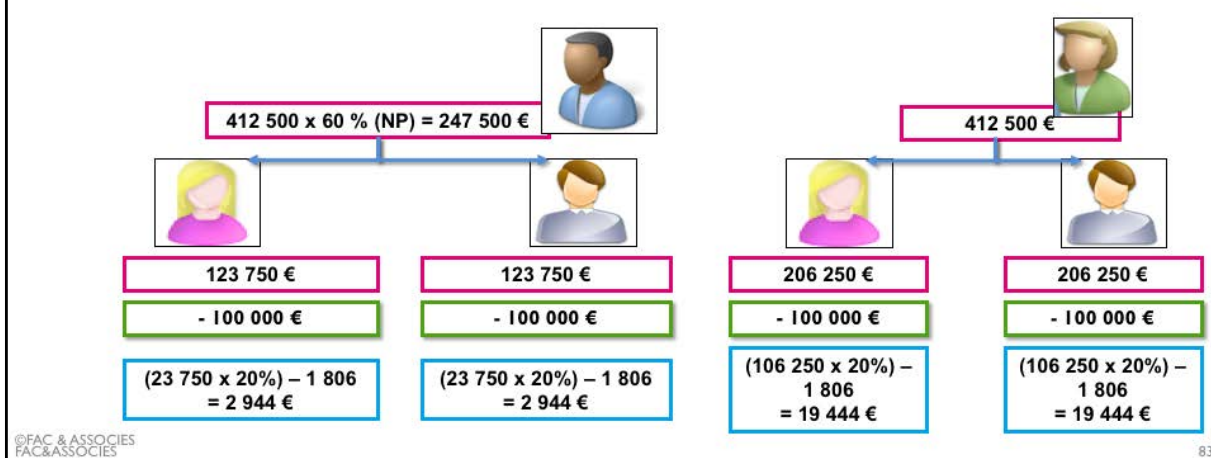 412 500 x 60 % (NP) = 247 500 €
412 500 €
123 750 €
123 750 €
206 250 €
206 250 €
- 100 000 €
- 100 000 €
- 100 000 €
- 100 000 €
(23 750 x 20%) – 1 806
= 2 944 €
(23 750 x 20%) – 1 806
= 2 944 €
(106 250 x 20%) –
1 806
= 19 444 €
(106 250 x 20%) –
1 806
= 19 444 €
©FAC & ASSOCIES
FAC&ASSOCIES
83